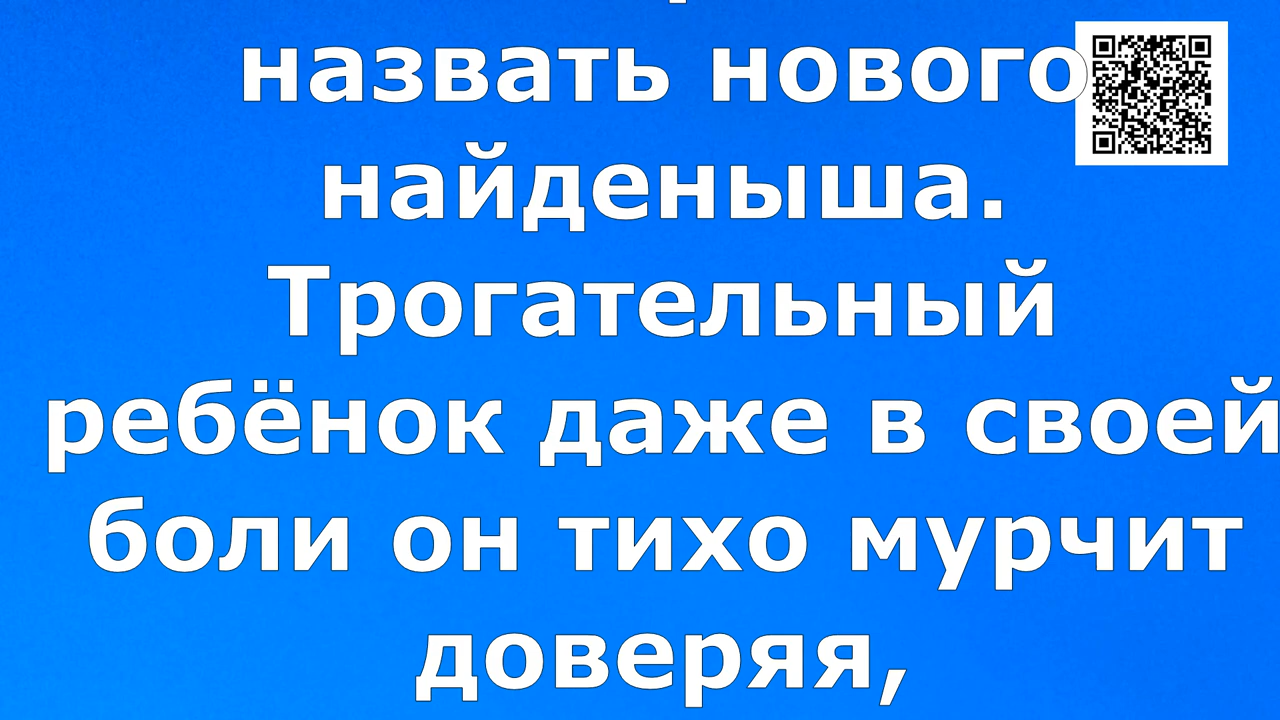 назвать нового
найденыша.
Трогательный
ребёнок даже в своей
боли он тихо мурчит
доверяя,